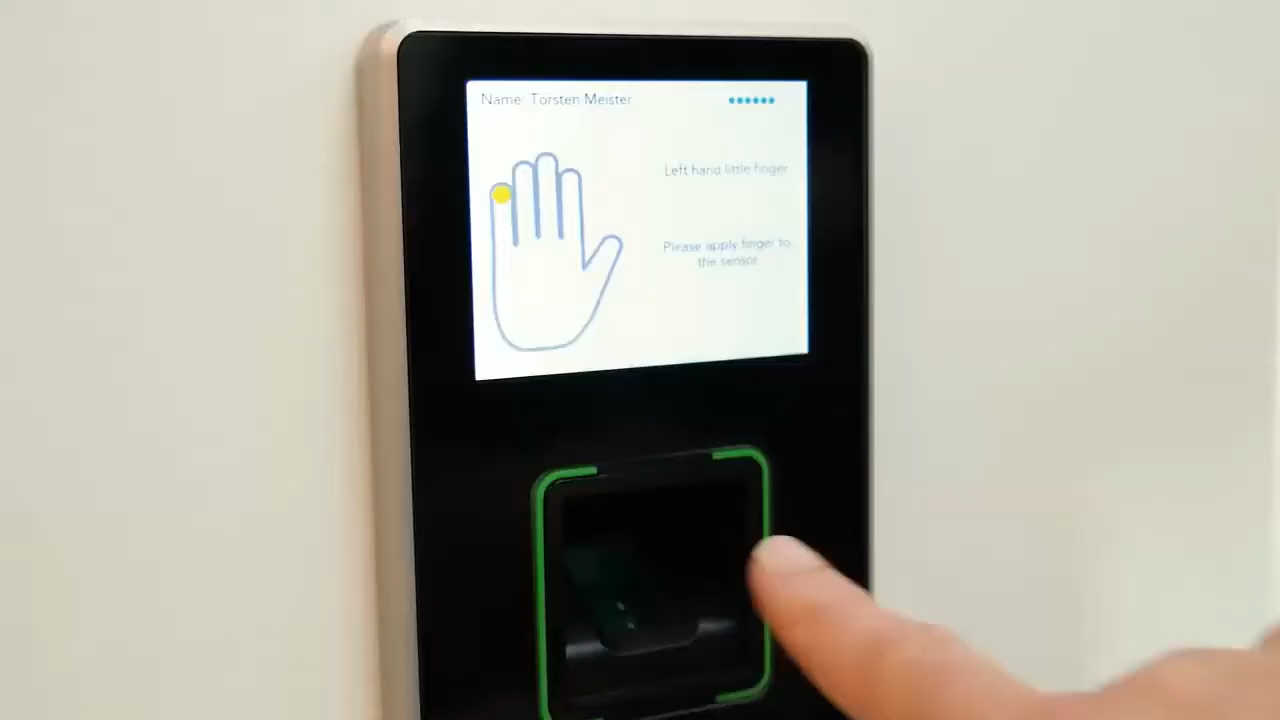 Name: Torsten Meister
Left hand little finger
Please apply finger to
the sensor